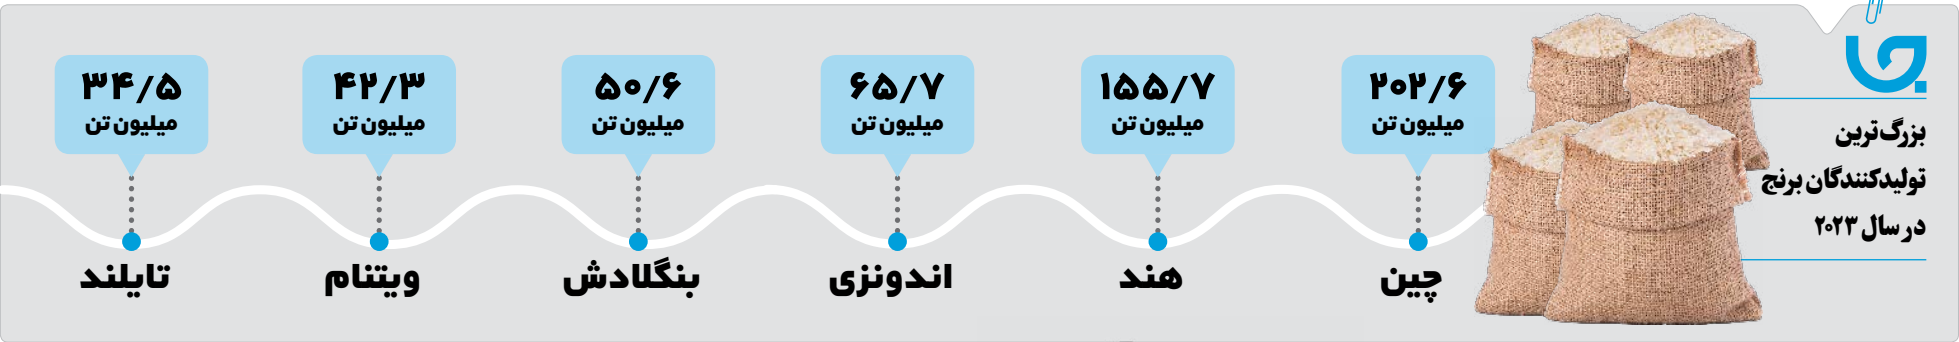 بزرگ‌ترین
تولیدکنندگان برنج
در سال ۲۰۲۳
۲۰۲/۶
میلیون تن
چین
۱۵۵/۷
میلیون تن
هند
۶۵/۷
میلیون تن
اندونزی
۵۰/۶
میلیون تن
بنگلادش
۴۲/۳
میلیون تن
ویتنام
۳۴/۵
میلیون تن
تایلند